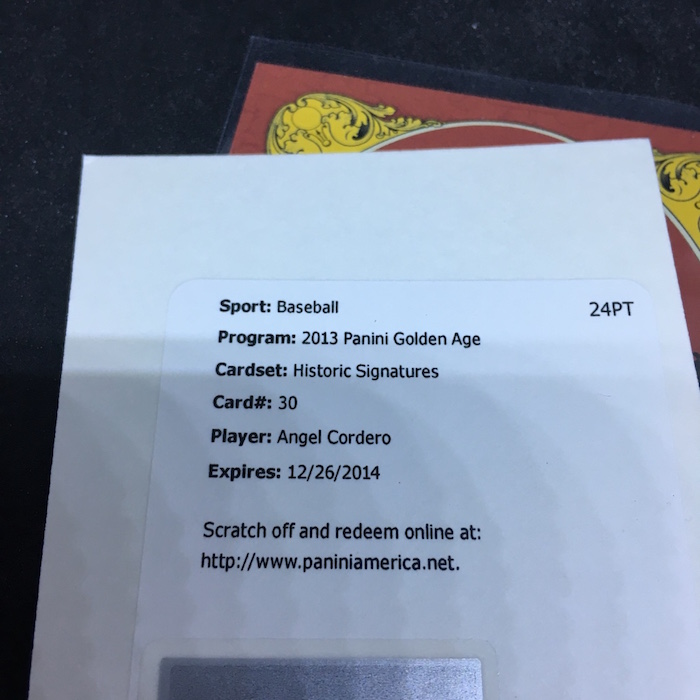 Sport: Baseball 24PT
Program: 2013 Panini Golden Age
Cardset: Historic Signatures
Card#: 30
Player: Angel Cordero
Expires: 12/26/2014
Scratch off and redeem online at:
http://www.paniniamerica.net.